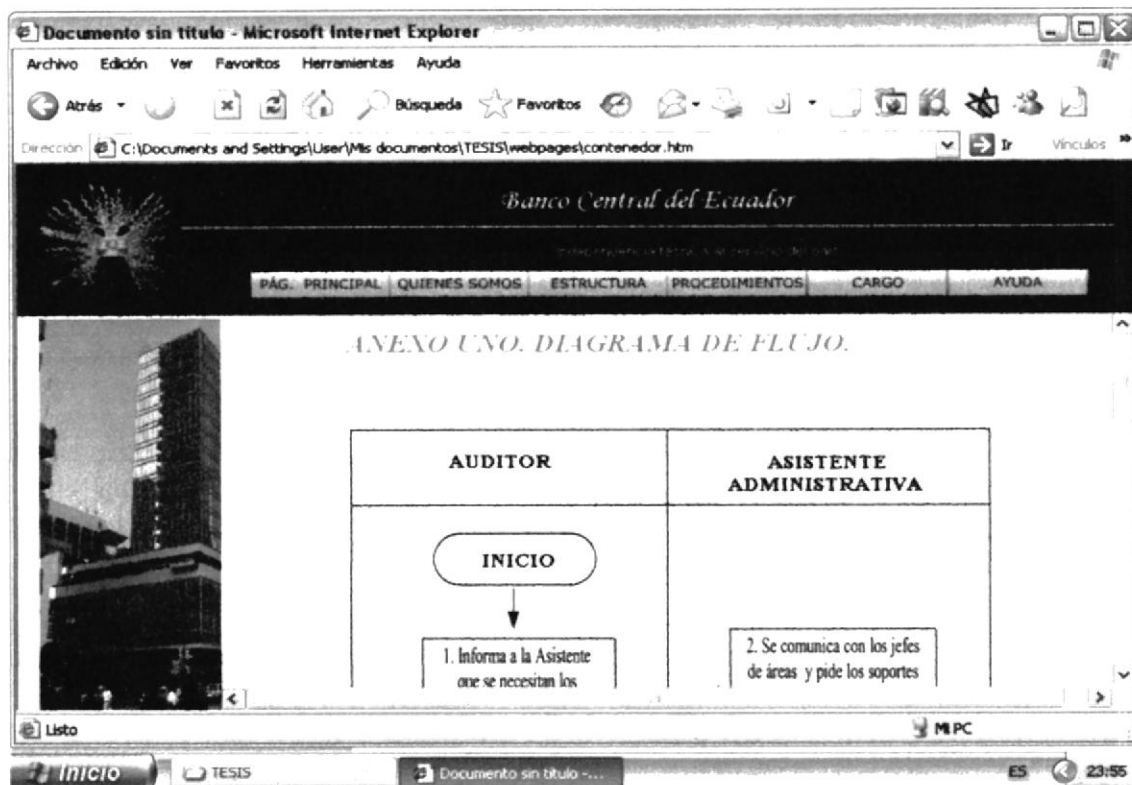 Documento sin título - Microsoft Internet Explorer
Archivo Edición Ver Favoritos Herramientas Ayuda
Atrás Búsqueda Favoritos
Dirección C:\Documents and Settings\User\Mis documentos\TESIS\webpages\contenedor.htm Ir Vínculos »
Banco Central del Ecuador
PÁG. PRINCIPAL QUIENES SOMOS ESTRUCTURA PROCEDIMIENTOS CARGO AYUDA
ANEXO UNO. DIAGRAMA DE FLUJO.
AUDITOR
ASISTENTE
ADMINISTRATIVA
INICIO
1. Informa a la Asistente
que se necesitan los
2. Se comunica con los jefes
de áreas y pide los soportes
Listo MI PC
Inicio TESIS Documento sin título -... ES 23:55